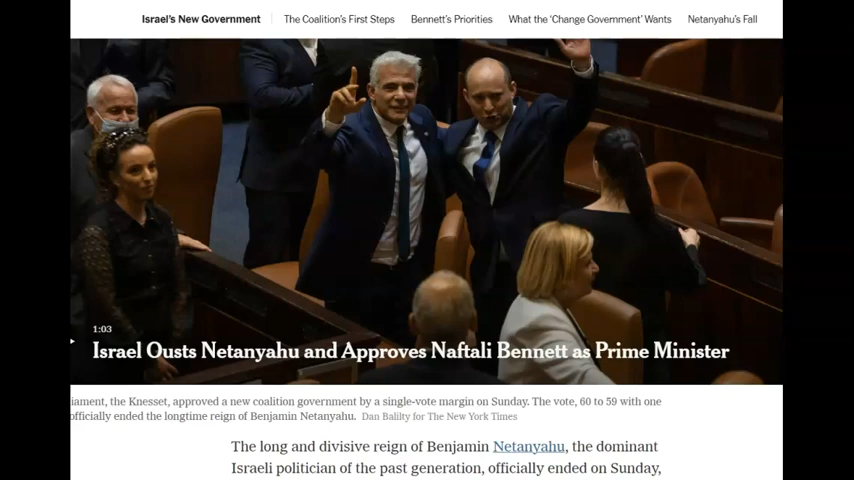 Israel's New Government
The Coalition's First Steps
Bennett's Priorities
What the ‘Change Government’ Wants
Netanyahu's Fall
1:03
Israel Ousts Netanyahu and Approves Naftali Bennett as Prime Minister
iament, the Knesset, approved a new coalition government by a single-vote margin on Sunday. The vote, 60 to 59 with one
officially ended the longtime reign of Benjamin Netanyahu. Dan Balilty for The New York Times
The long and divisive reign of Benjamin Netanyahu, the dominant
Israeli politician of the past generation, officially ended on Sunday,